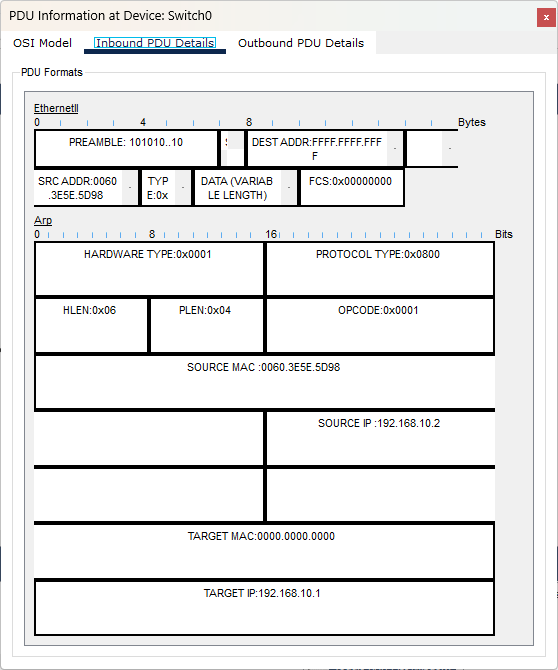 PDU Information at Device: Switch0
x
OSI Model Inbound PDU Details Outbound PDU Details
PDU Formats
EthernetII
0 4 8 Bytes
PREAMBLE: 101010..10
DEST ADDR:FFFF.FFFF.FFF
F
SRC ADDR:0060
.3E5E.5D98
TYP
E:0x
DATA (VARIAB
LE LENGTH)
FCS:0x00000000
Arp
0 8 16 Bits
HARDWARE TYPE:0x0001 PROTOCOL TYPE:0x0800
HLEN:0x06 PLEN:0x04 OPCODE:0x0001
SOURCE MAC :0060.3E5E.5D98
SOURCE IP :192.168.10.2
TARGET MAC:0000.0000.0000
TARGET IP:192.168.10.1